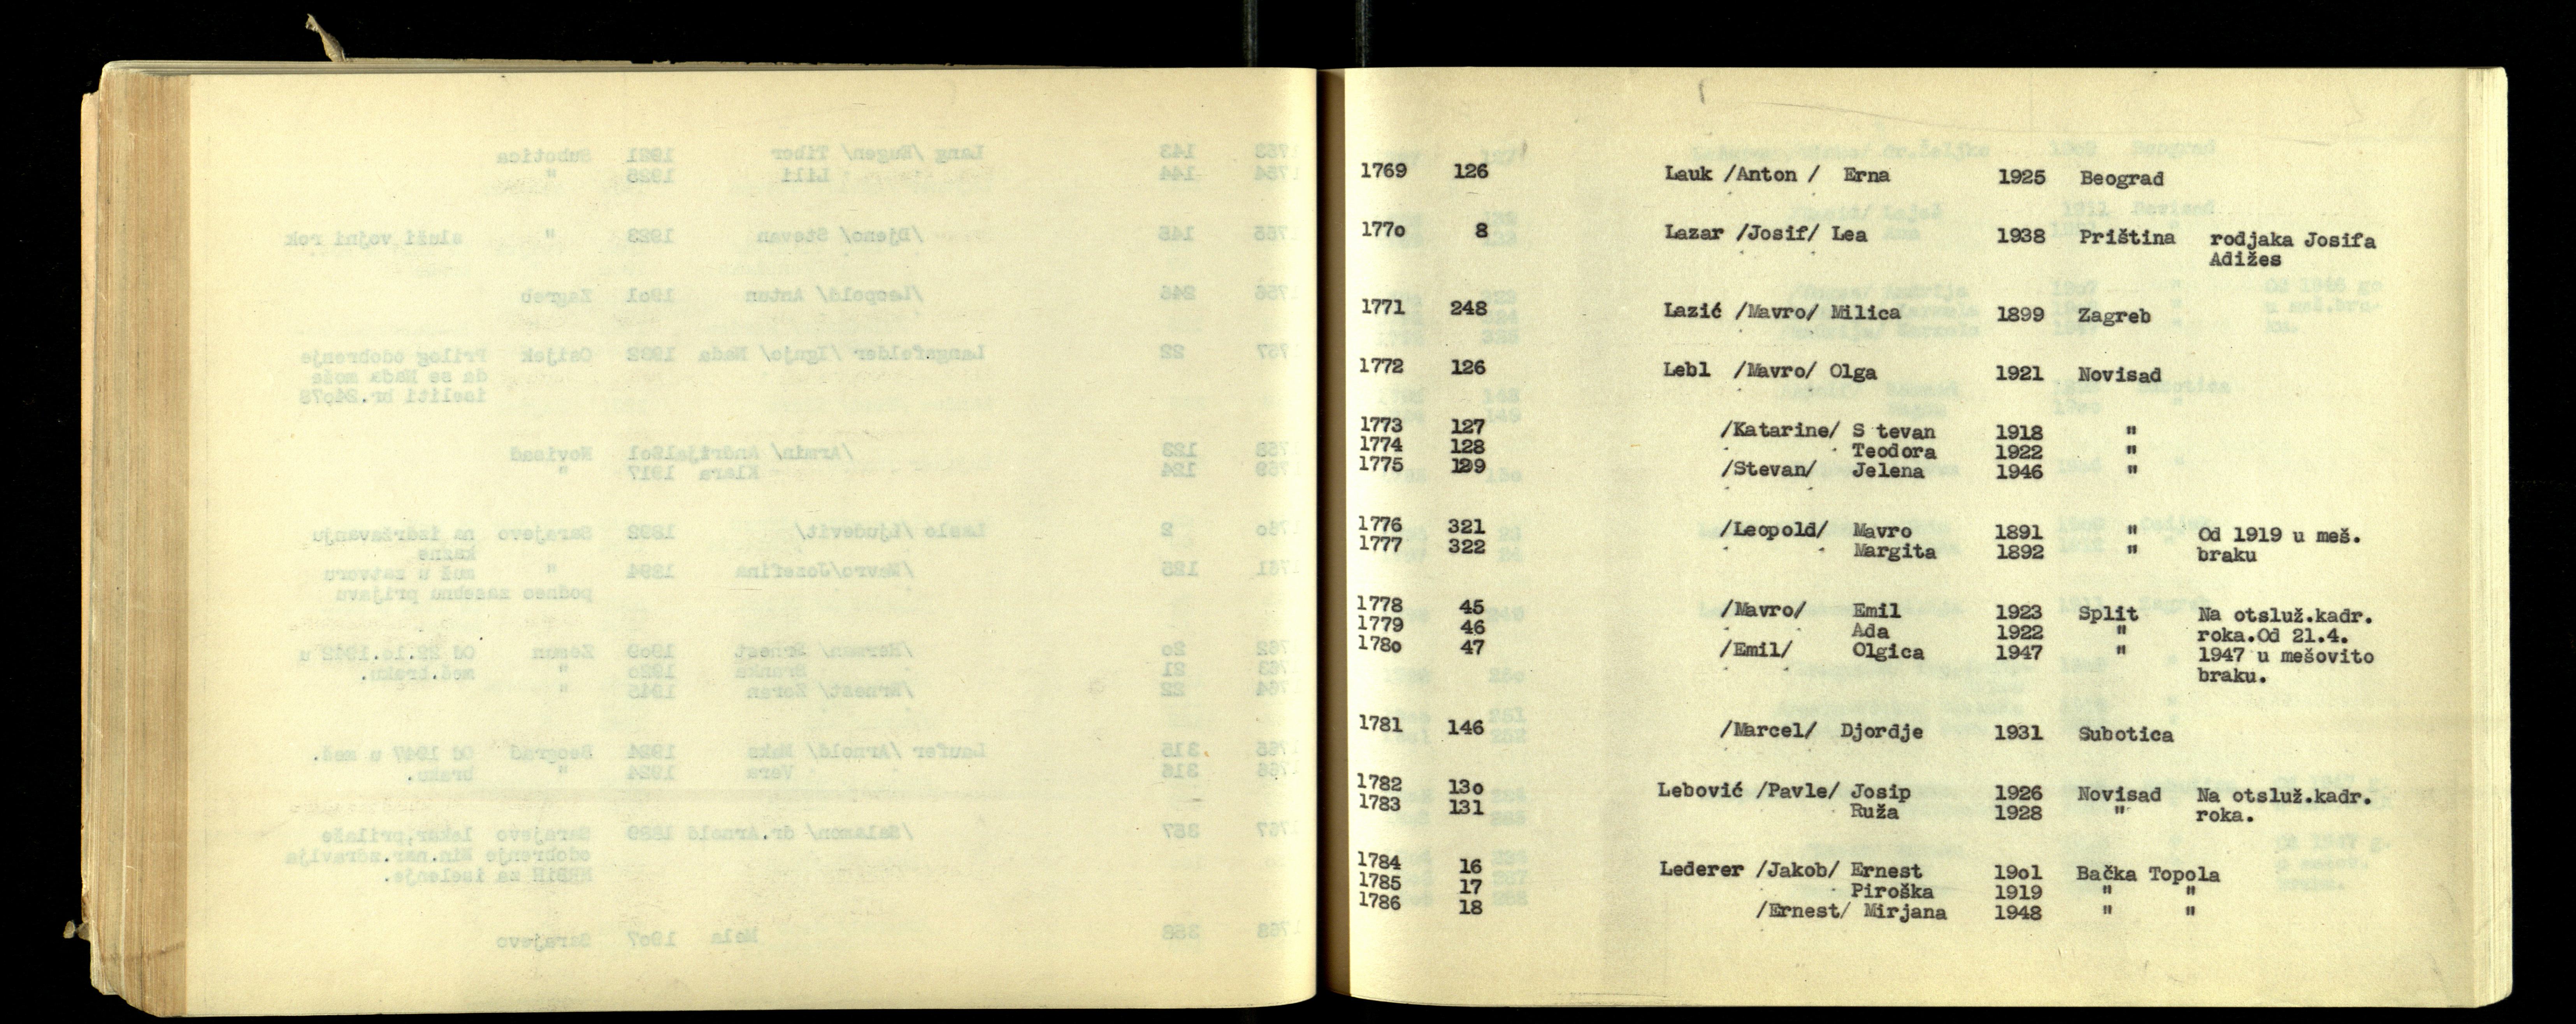 1769 126 Lauk /Anton / Erna 1925 Beograd
177o 8 Lazar /Josif/ Lea 1938 Priština rodjaka Josifa
Adižes
1771 248 Lazić /Mavro/ Milica 1899 Zagreb
1772 126 Lebl /Mavro/ Olga 1921 Novisad
1773 127 /Katarine/ S tevan 1918 "
1774 128 Teodora 1922 "
1775 129 /Stevan/ Jelena 1946 "
1776 321 /Leopold/ Mavro 1891 " Od 1919 u meš.
1777 322 Margita 1892 " braku
1778 45 /Mavro/ Emil 1923 Split Na otsluž.kadr.
1779 46 Ada 1922 " roka.Od 21.4.
178o 47 /Emil/ Olgica 1947 " 1947 u mešovito
braku.
1781 146 /Marcel/ Djordje 1931 Subotica
1782 13o Lebović /Pavle/ Josip 1926 Novisad Na otsluž.kadr.
1783 131 Ruža 1928 " roka.
1784 16 Lederer /Jakob/ Ernest 19o1 Bačka Topola
1785 17 Piroška 1919 " "
1786 18 /Ernest/ Mirjana 1948 " "